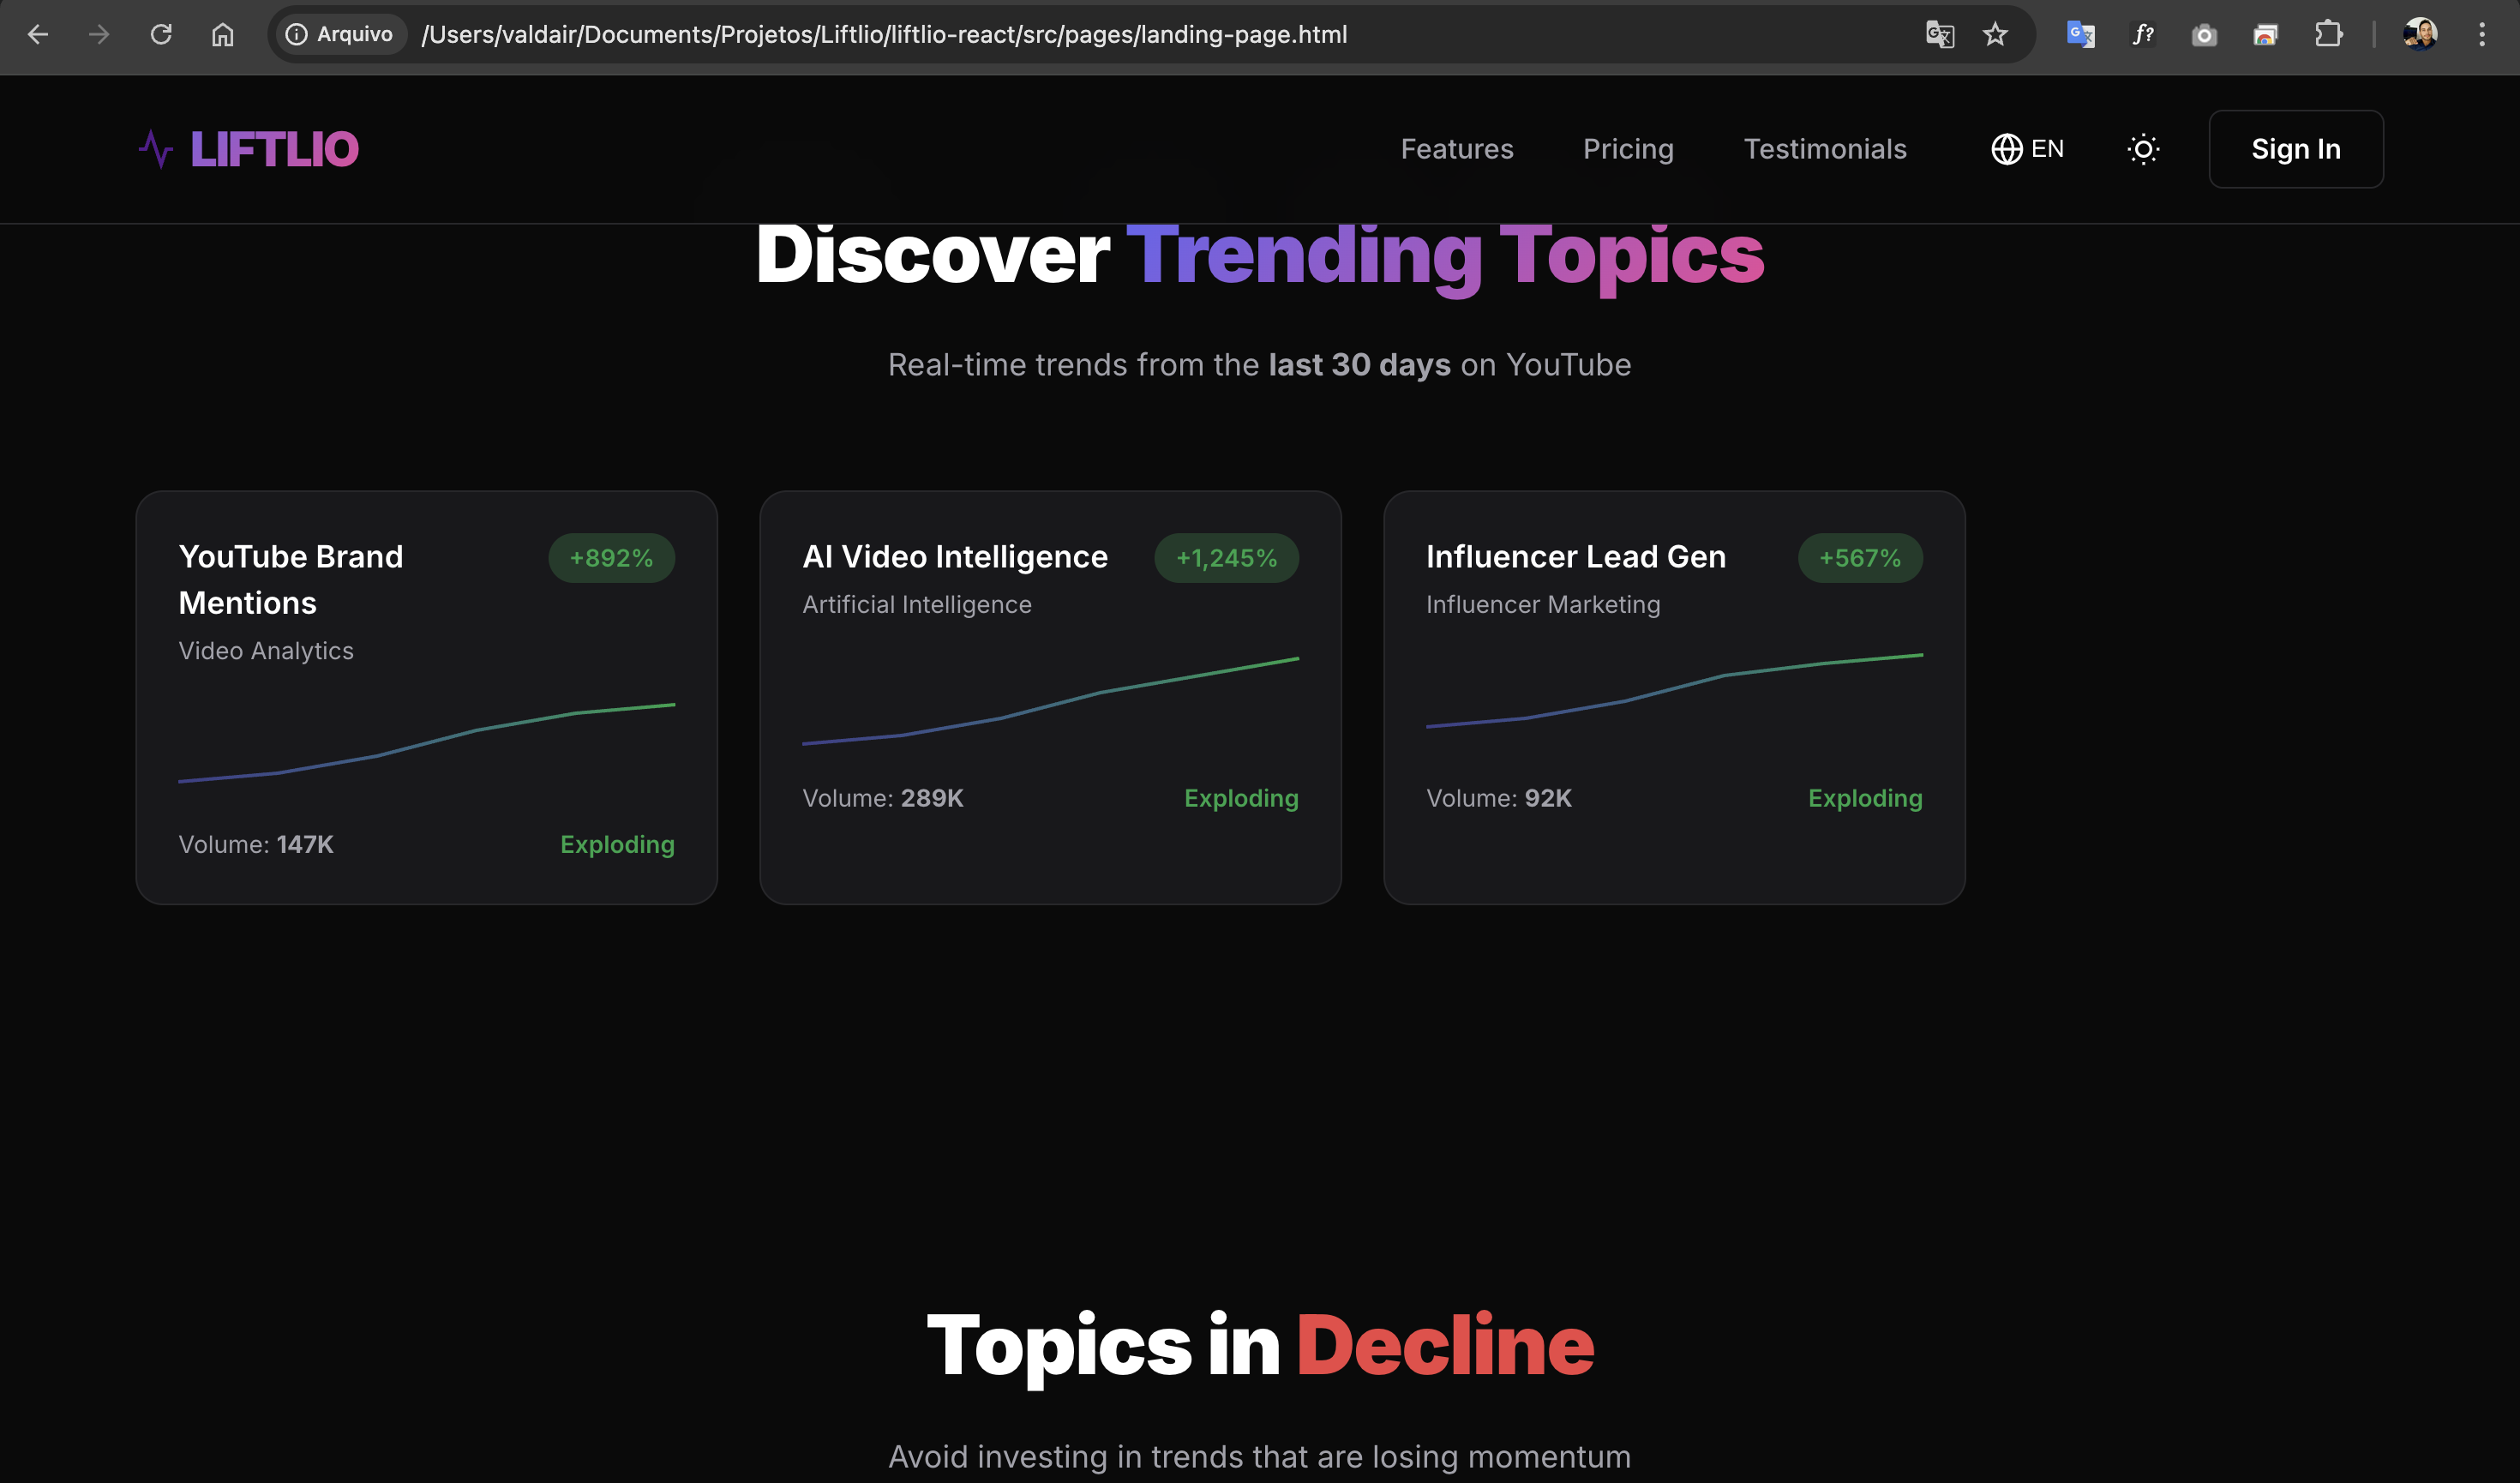 Arquivo /Users/valdair/Documents/Projetos/Liftlio/liftlio-react/src/pages/landing-page.html
LIFTLIO
Features
Pricing
Testimonials
EN
Sign In
Discover Trending Topics
Real-time trends from the last 30 days on YouTube
YouTube Brand
Mentions
+892%
Video Analytics
Volume: 147K
Exploding
AI Video Intelligence
+1,245%
Artificial Intelligence
Volume: 289K
Exploding
Influencer Lead Gen
+567%
Influencer Marketing
Volume: 92K
Exploding
Topics in Decline
Avoid investing in trends that are losing momentum